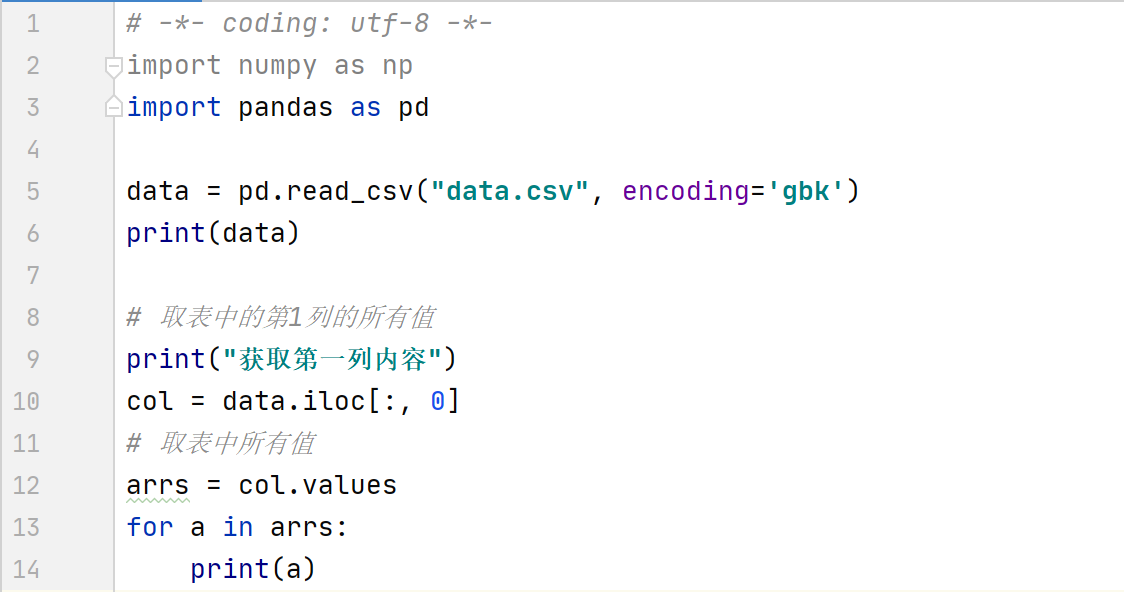 1 # -*- coding: utf-8 -*-
2 import numpy as np
3 import pandas as pd
4
5 data = pd.read_csv("data.csv", encoding='gbk')
6 print(data)
7
8 # 取表中的第1列的所有值
9 print("获取第一列内容")
10 col = data.iloc[:, 0]
11 # 取表中所有值
12 arrs = col.values
13 for a in arrs:
14     print(a)